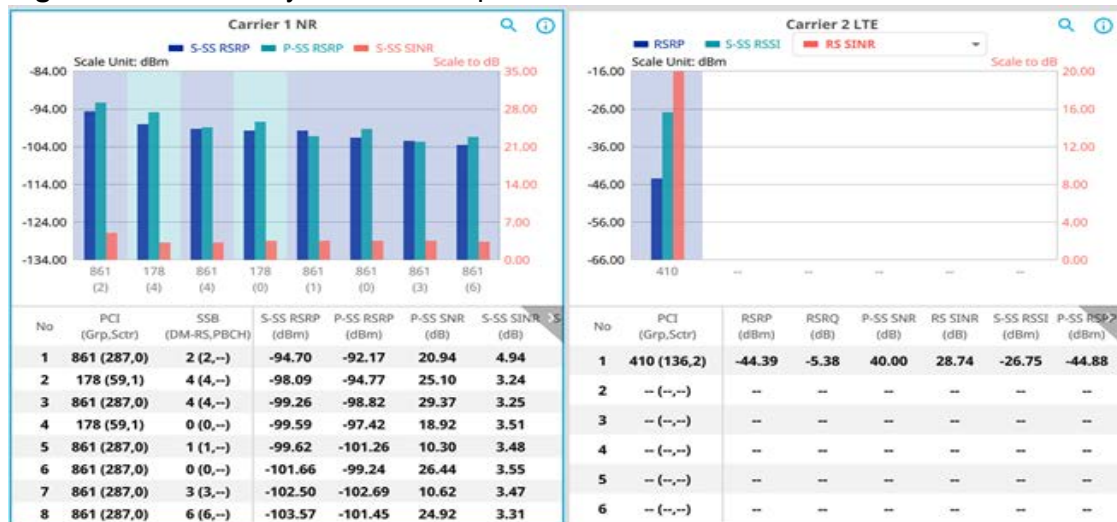 Carrier 1 NR
S-SS RSRP P-SS RSRP S-SS SINR
Scale Unit: dBm Scale to dB
-84.00 35.00
-94.00 28.00
-104.00 21.00
-114.00 14.00
-124.00 7.00
-134.00 0.00
861 178 861 178 861 861 861 861
(2) (4) (4) (0) (1) (0) (3) (6)
No PCI (Grp,Sctr) SSB (DM-RS,PBCH) S-SS RSRP (dBm) P-SS RSRP (dBm) P-SS SNR (dB) S-SS SINR (dB)
1 861 (287,0) 2 (2,--) -94.70 -92.17 20.94 4.94
2 178 (59,1) 4 (4,--) -98.09 -94.77 25.10 3.24
3 861 (287,0) 4 (4,--) -99.26 -98.82 29.37 3.25
4 178 (59,1) 0 (0,--) -99.59 -97.42 18.92 3.51
5 861 (287,0) 1 (1,--) -99.62 -101.26 10.30 3.48
6 861 (287,0) 0 (0,--) -101.66 -99.24 26.44 3.55
7 861 (287,0) 3 (3,--) -102.50 -102.69 10.62 3.47
8 861 (287,0) 6 (6,--) -103.57 -101.45 24.92 3.31
Carrier 2 LTE
RSRP S-SS RSSI RS SINR
Scale Unit: dBm Scale to dB
-16.00 20.00
-26.00 16.00
-36.00 12.00
-46.00 8.00
-56.00 4.00
-66.00 0.00
410 -- -- -- -- --
No PCI (Grp,Sctr) RSRP (dBm) RSRQ (dB) P-SS SNR (dB) RS SINR (dB) S-SS RSSI (dBm) P-SS RSRP (dBm)
1 410 (136,2) -44.39 -5.38 40.00 28.74 -26.75 -44.88
2 -- (--,--) -- -- -- -- -- --
3 -- (--,--) -- -- -- -- -- --
4 -- (--,--) -- -- -- -- -- --
5 -- (--,--) -- -- -- -- -- --
6 -- (--,--) -- -- -- -- -- --